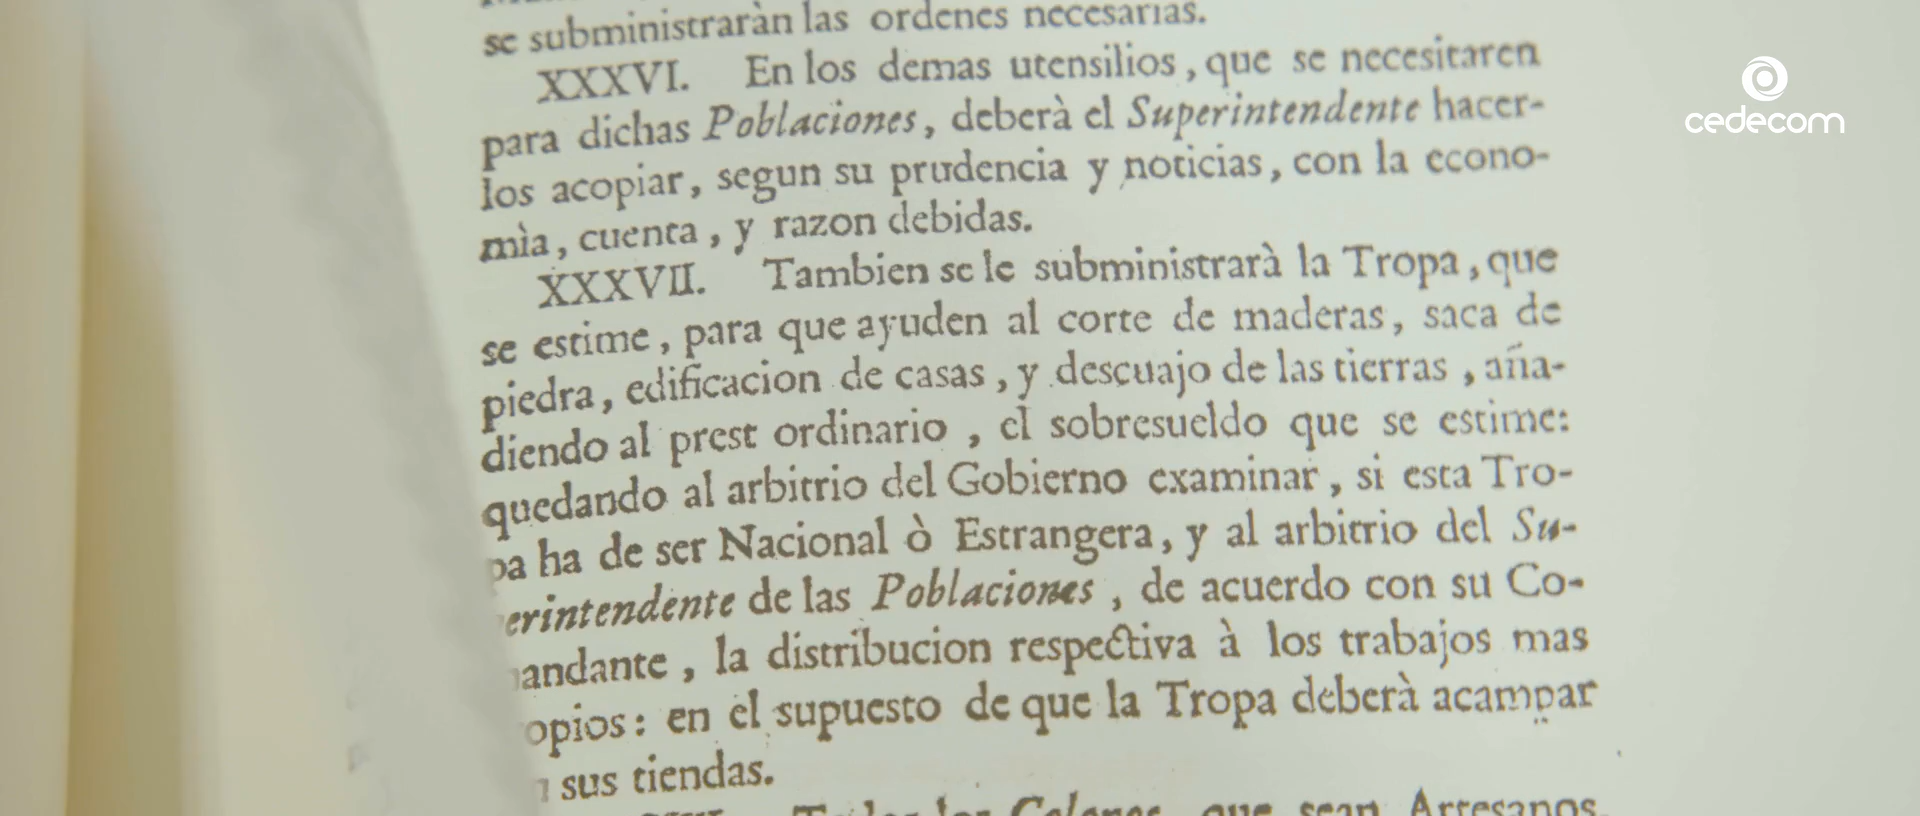 se subministraràn las ordenes necesarias.
XXXVI. En los demas utensilios, que se necesitaren
para dichas Poblaciones, deberà el Superintendente hacer-
los acopiar, segun su prudencia y noticias, con la econo-
mìa, cuenta, y razon debidas.
XXXVII. Tambien se le subministrarà la Tropa, que
se estime, para que ayuden al corte de maderas, saca de
piedra, edificacion de casas, y descuajo de las tierras, aña-
diendo al prest ordinario, el sobresueldo que se estime:
quedando al arbitrio del Gobierno examinar, si esta Tro-
pa ha de ser Nacional ò Estrangera, y al arbitrio del Su-
erintendente de las Poblaciones, de acuerdo con su Co-
andante, la distribucion respectiva à los trabajos mas
opios: en el supuesto de que la Tropa deberà acampar
sus tiendas.
Todos los Colonos, que sean Artesanos,
cedecom